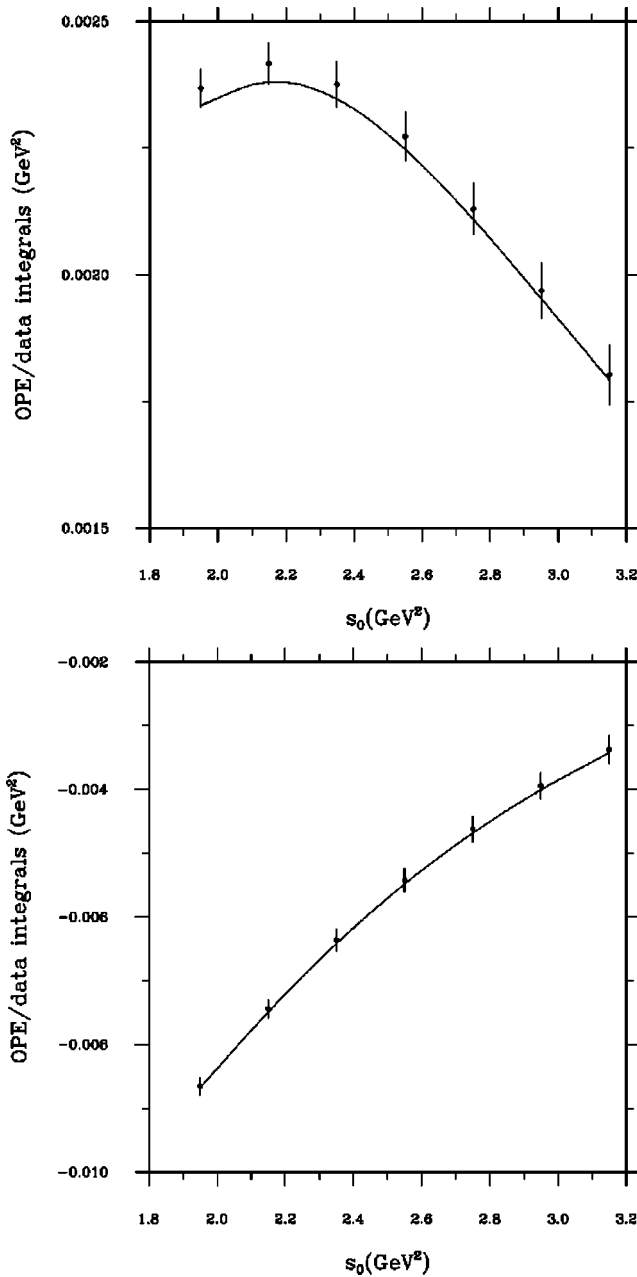 0.0025
0.0020
0.0015
OPE/data integrals (GeV²)
1.8 2.0 2.2 2.4 2.6 2.8 3.0 3.2
s₀(GeV²)
-0.002
-0.004
-0.006
-0.008
-0.010
OPE/data integrals (GeV²)
1.8 2.0 2.2 2.4 2.6 2.8 3.0 3.2
s₀(GeV²)